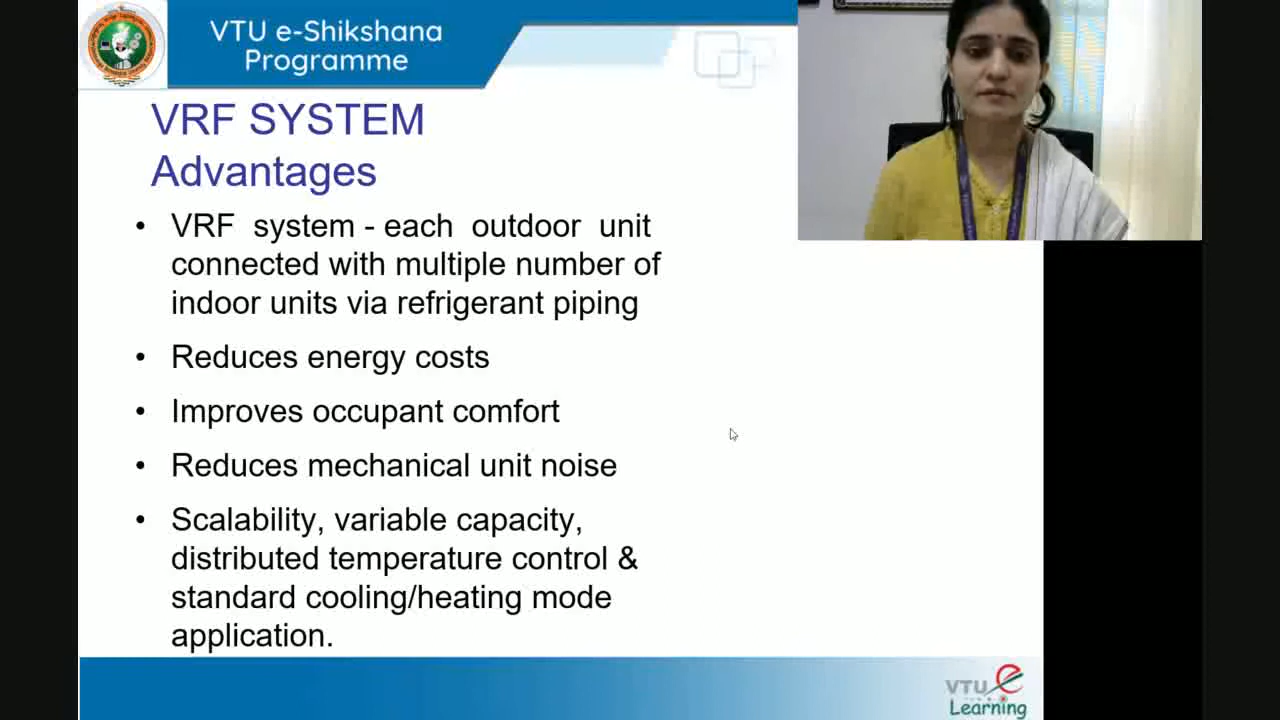 VTU e-Shikshana
Programme
VRF SYSTEM
Advantages
• VRF system - each outdoor unit
connected with multiple number of
indoor units via refrigerant piping
• Reduces energy costs
• Improves occupant comfort
• Reduces mechanical unit noise
• Scalability, variable capacity,
distributed temperature control &
standard cooling/heating mode
application.
VTU e
Learning